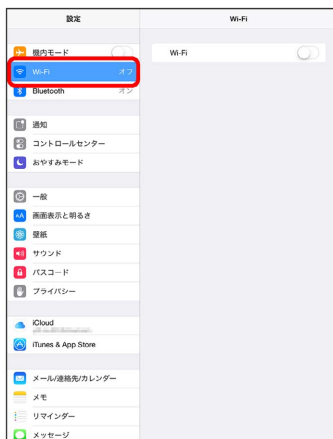 設定
Wi-Fi
機内モード
Wi-Fi オフ
Bluetooth オン
通知
コントロールセンター
おやすみモード
一般
画面表示と明るさ
壁紙
サウンド
パスコード
プライバシー
iCloud
iTunes & App Store
メール/連絡先/カレンダー
メモ
リマインダー
メッセージ
Wi-Fi